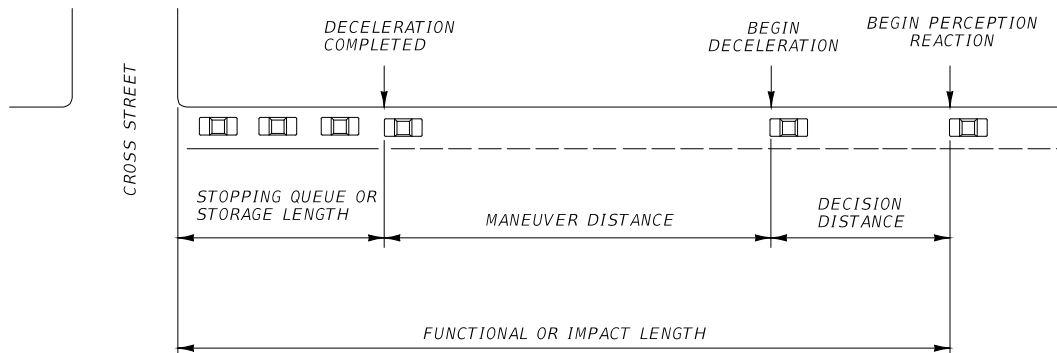 DECELERATION
COMPLETED
BEGIN
DECELERATION
BEGIN PERCEPTION
REACTION
CROSS STREET
STOPPING QUEUE OR
STORAGE LENGTH
MANEUVER DISTANCE
DECISION
DISTANCE
FUNCTIONAL OR IMPACT LENGTH